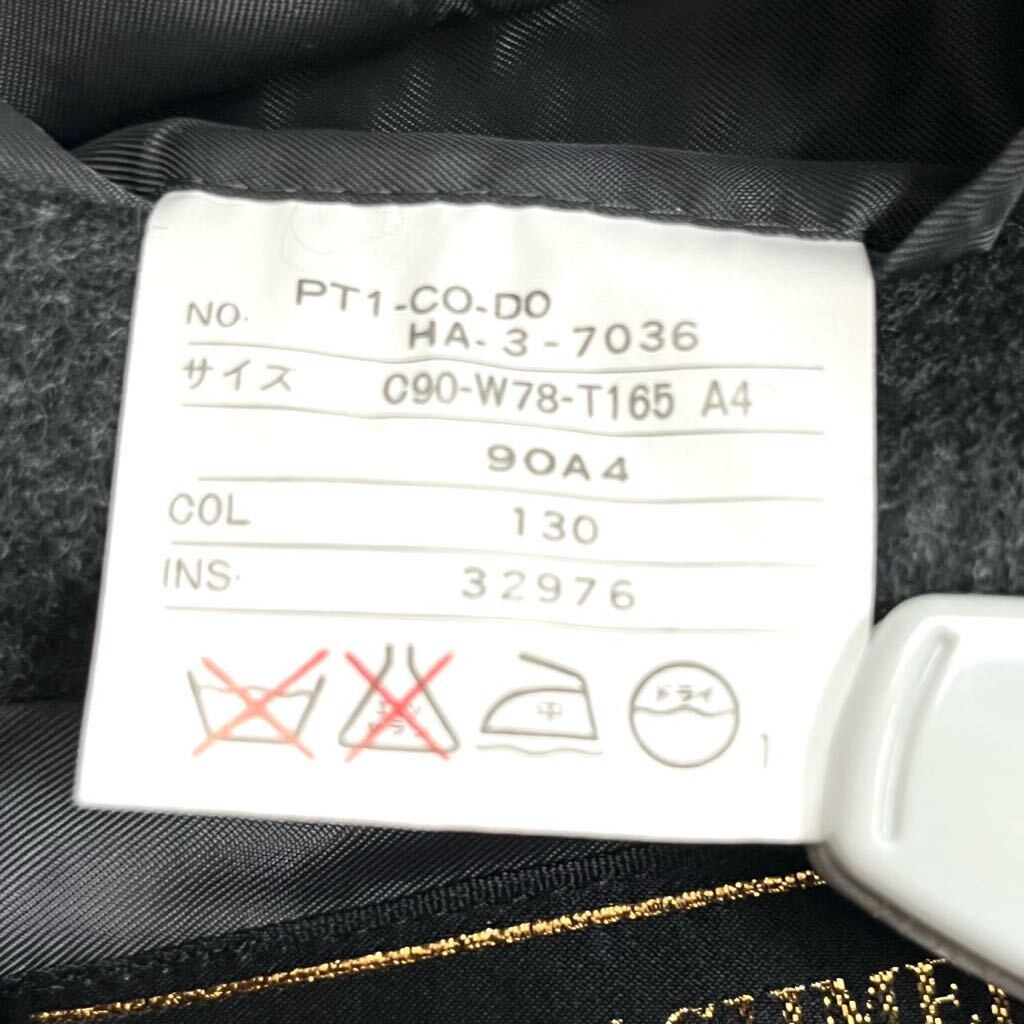 PT1-CO-DO
NO. HA-3-7036
サイズ C90-W78-T165 A4
90A4
COL 130
INS. 32976
中
ドライ
1